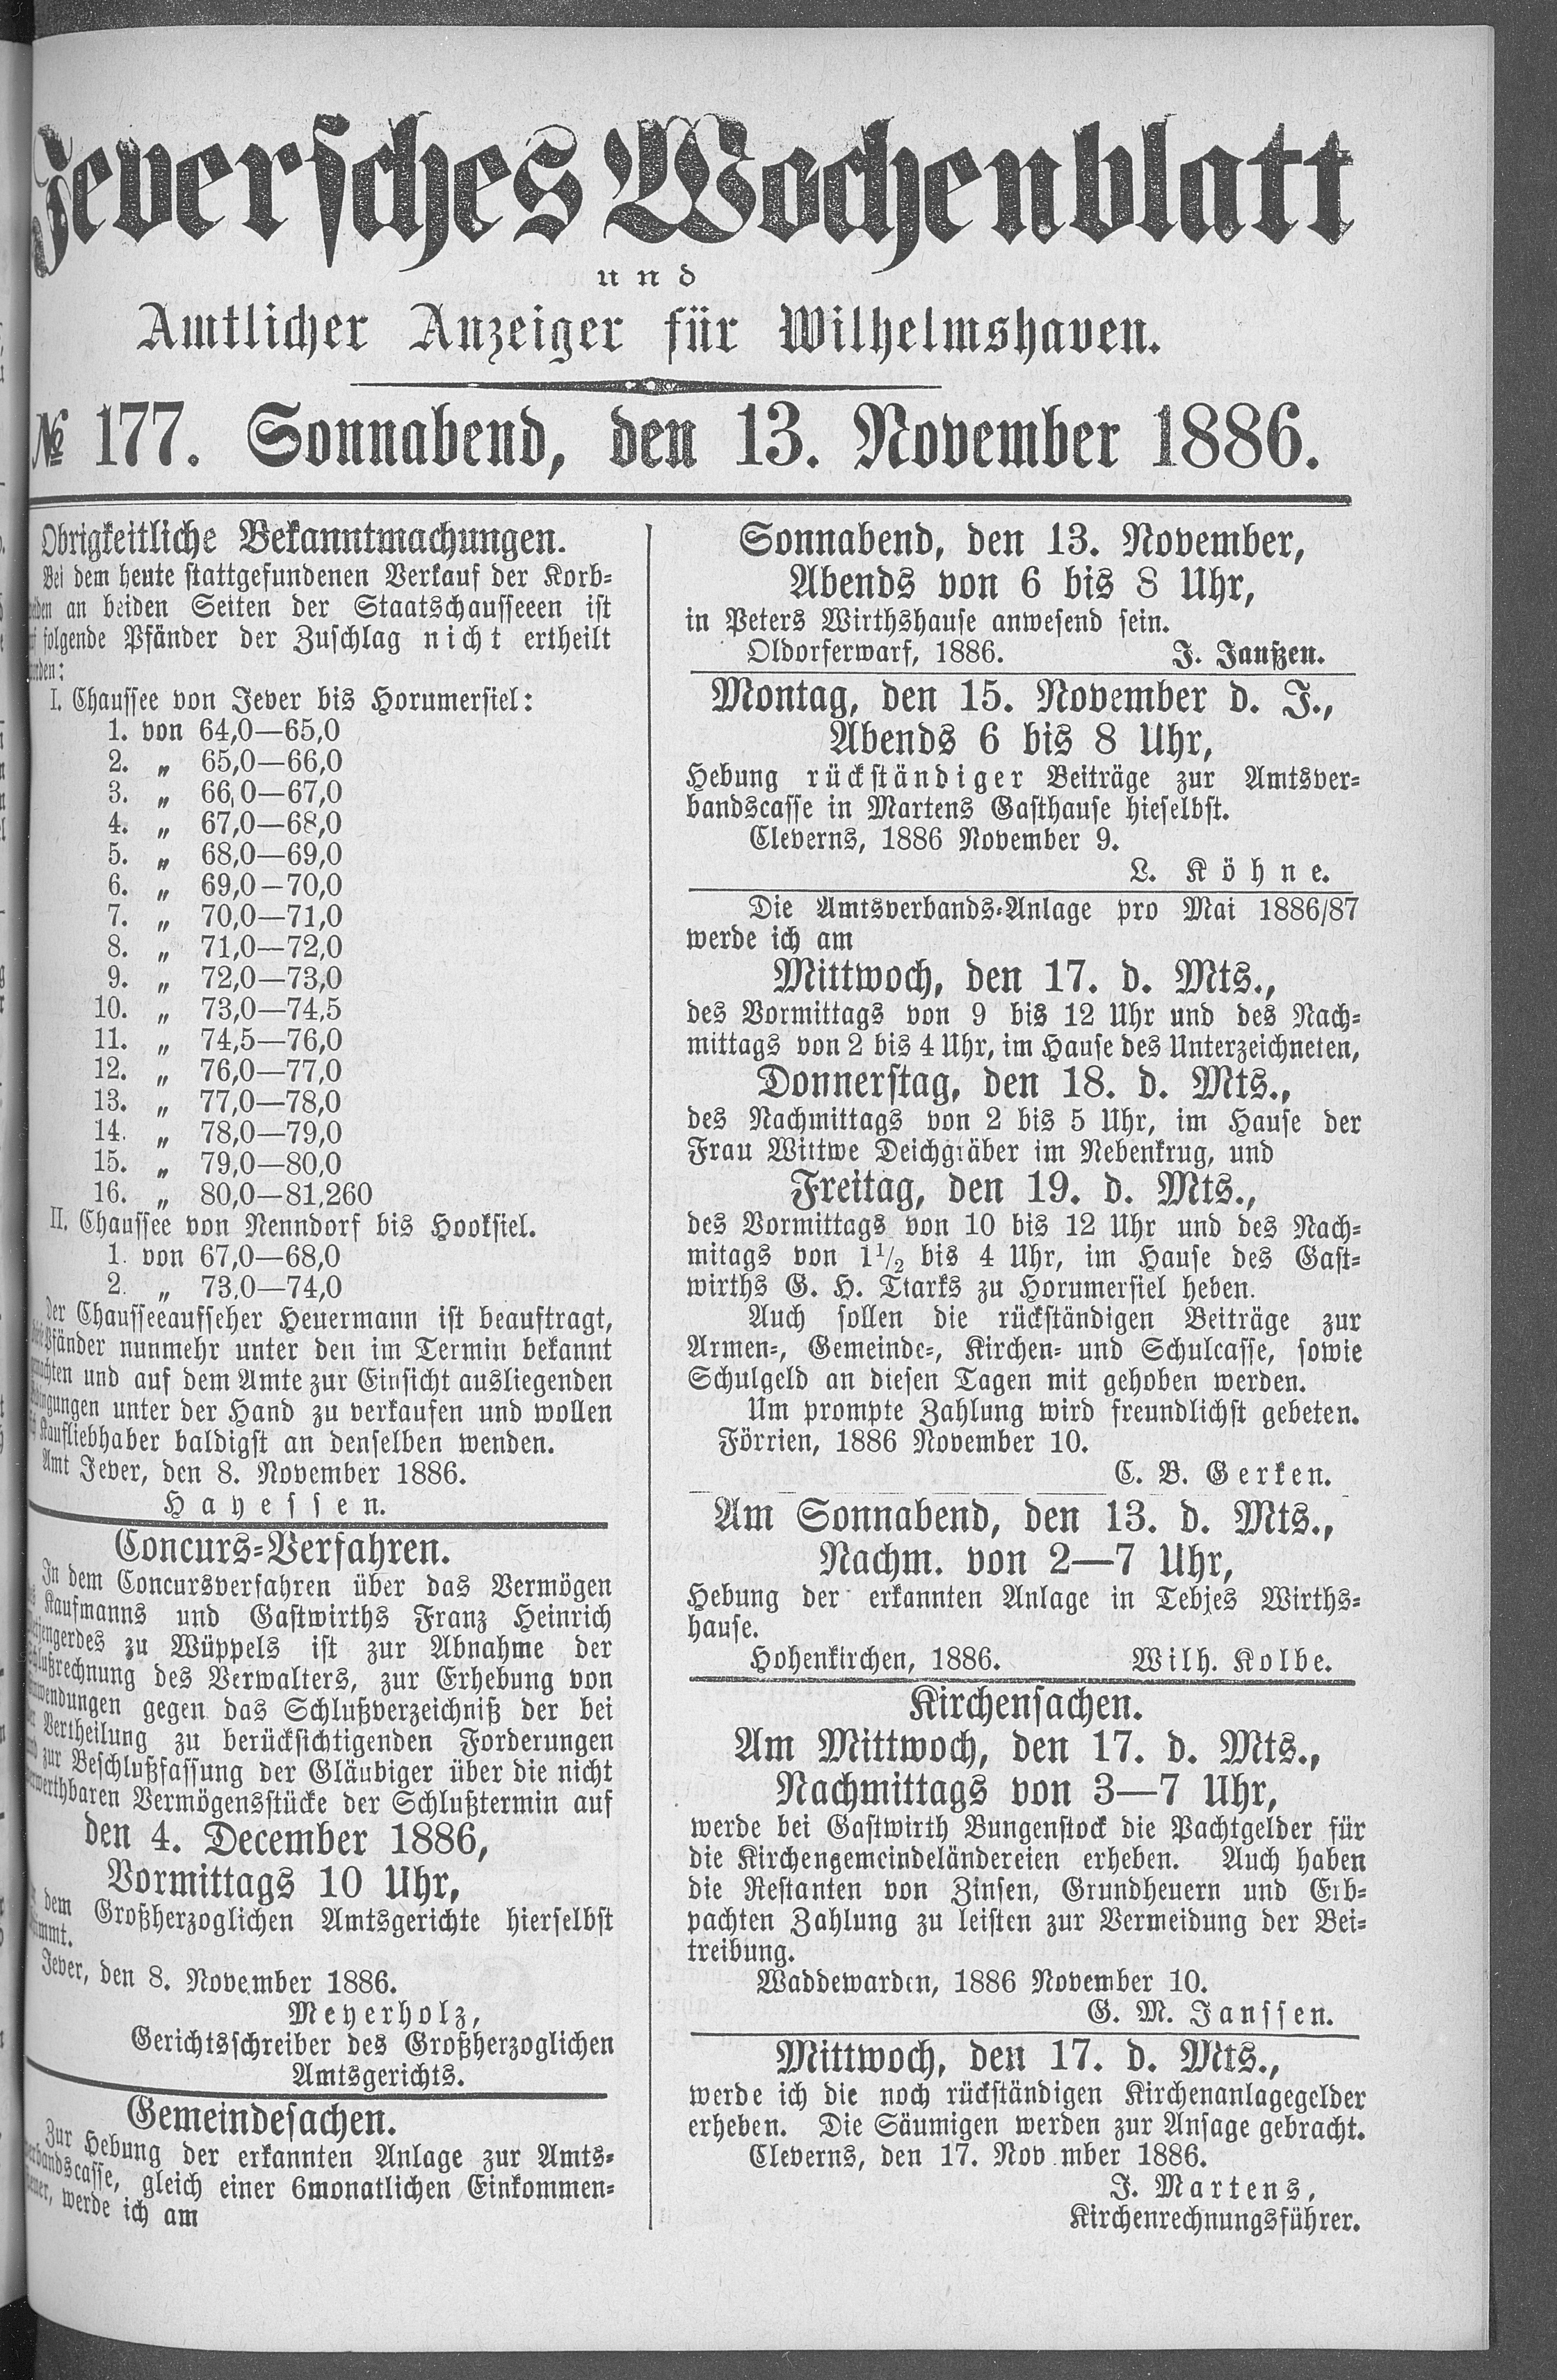 Jeversches Wochenblatt
und
Amtlicher Anzeiger für Wilhelmshaven.
№ 177. Sonnabend, den 13. November 1886.
Obrigkeitliche Bekanntmachungen.
Bei dem heute stattgefundenen Verkauf der Korb-
an beiden Seiten der Staatschausseeen ist
folgende Pfänder der Zuschlag nicht ertheilt
I. Chaussee von Jever bis Horumersiel:
1. von 64,0—65,0
2. „ 65,0—66,0
3. „ 66,0—67,0
4. „ 67,0—68,0
5. „ 68,0—69,0
6. „ 69,0—70,0
7. „ 70,0—71,0
8. „ 71,0—72,0
9. „ 72,0—73,0
10. „ 73,0—74,5
11. „ 74,5—76,0
12. „ 76,0—77,0
13. „ 77,0—78,0
14. „ 78,0—79,0
15. „ 79,0—80,0
16. „ 80,0—81,260
II. Chaussee von Nenndorf bis Hooksiel.
1. von 67,0—68,0
2. „ 73,0—74,0
Der Chausseeaufseher Heuermann ist beauftragt,
Pfänder nunmehr unter den im Termin bekannt
und auf dem Amte zur Einsicht ausliegenden
unter der Hand zu verkaufen und wollen
Kaufliebhaber baldigst an denselben wenden.
Amt Jever, den 8. November 1886.
Hayessen.
Concurs-Verfahren.
In dem Concursverfahren über das Vermögen
Kaufmanns und Gastwirths Franz Heinrich
zu Wüppels ist zur Abnahme der
des Verwalters, zur Erhebung von
gegen das Schlußverzeichniß der bei
Vertheilung zu berücksichtigenden Forderungen
zur Beschlußfassung der Gläubiger über die nicht
Vermögensstücke der Schlußtermin auf
den 4. December 1886,
Vormittags 10 Uhr,
dem Großherzoglichen Amtsgerichte hierselbst
Jever, den 8. November 1886.
Meyerholz,
Gerichtsschreiber des Großherzoglichen
Amtsgerichts.
Gemeindesachen.
Zur Hebung der erkannten Anlage zur Amts-
gleich einer 6monatlichen Einkommen-
werde ich am
Sonnabend, den 13. November,
Abends von 6 bis 8 Uhr,
in Peters Wirthshause anwesend sein.
Oldorferwarf, 1886. J. Janßen.
Montag, den 15. November d. J.,
Abends 6 bis 8 Uhr,
Hebung rückständiger Beiträge zur Amtsver-
bandscasse in Martens Gasthause hieselbst.
Cleverns, 1886 November 9.
L. Köhne.
Die Amtsverbands-Anlage pro Mai 1886/87
werde ich am
Mittwoch, den 17. d. Mts.,
des Vormittags von 9 bis 12 Uhr und des Nach-
mittags von 2 bis 4 Uhr, im Hause des Unterzeichneten,
Donnerstag, den 18. d. Mts.,
des Nachmittags von 2 bis 5 Uhr, im Hause der
Frau Wittwe Deichgräber im Nebenkrug, und
Freitag, den 19. d. Mts.,
des Vormittags von 10 bis 12 Uhr und des Nach-
mitags von 1 1/2 bis 4 Uhr, im Hause des Gast-
wirths G. H. Tiarks zu Horumersiel heben.
Auch sollen die rückständigen Beiträge zur
Armen-, Gemeinde-, Kirchen- und Schulcasse, sowie
Schulgeld an diesen Tagen mit gehoben werden.
Um prompte Zahlung wird freundlichst gebeten.
Förrien, 1886 November 10.
C. B. Gerken.
Am Sonnabend, den 13. d. Mts.,
Nachm. von 2—7 Uhr,
Hebung der erkannten Anlage in Tebjes Wirths-
hause.
Hohenkirchen, 1886. Wilh. Kolbe.
Kirchensachen.
Am Mittwoch, den 17. d. Mts.,
Nachmittags von 3—7 Uhr,
werde bei Gastwirth Bungenstock die Pachtgelder für
die Kirchengemeindeländereien erheben. Auch haben
die Restanten von Zinsen, Grundheuern und Erb-
pachten Zahlung zu leisten zur Vermeidung der Bei-
treibung.
Waddewarden, 1886 November 10.
G. M. Janssen.
Mittwoch, den 17. d. Mts.,
werde ich die noch rückständigen Kirchenanlagegelder
erheben. Die Säumigen werden zur Ansage gebracht.
Cleverns, den 17. Nov mber 1886.
J. Martens,
Kirchenrechnungsführer.